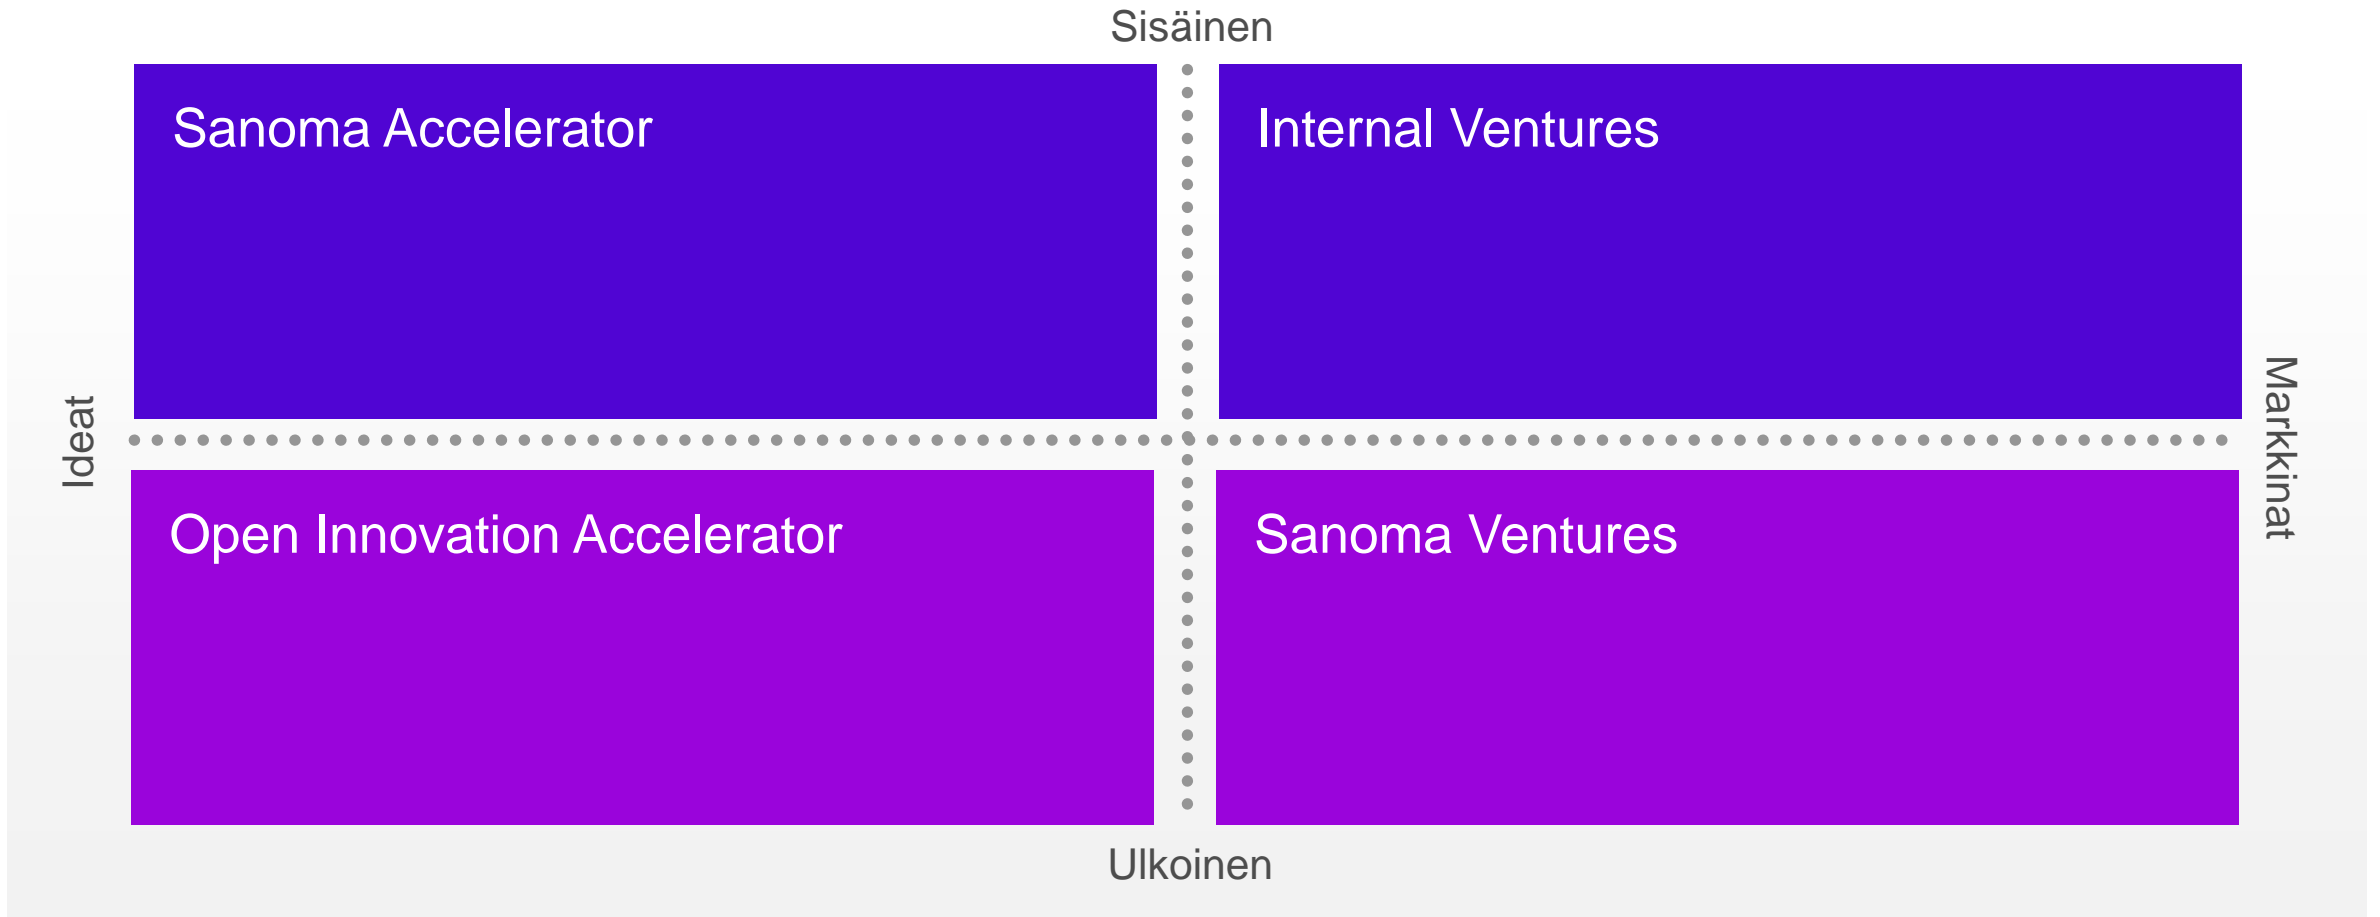 Sisäinen
Sanoma Accelerator
Internal Ventures
Ideat
Markkinat
Open Innovation Accelerator
Sanoma Ventures
Ulkoinen